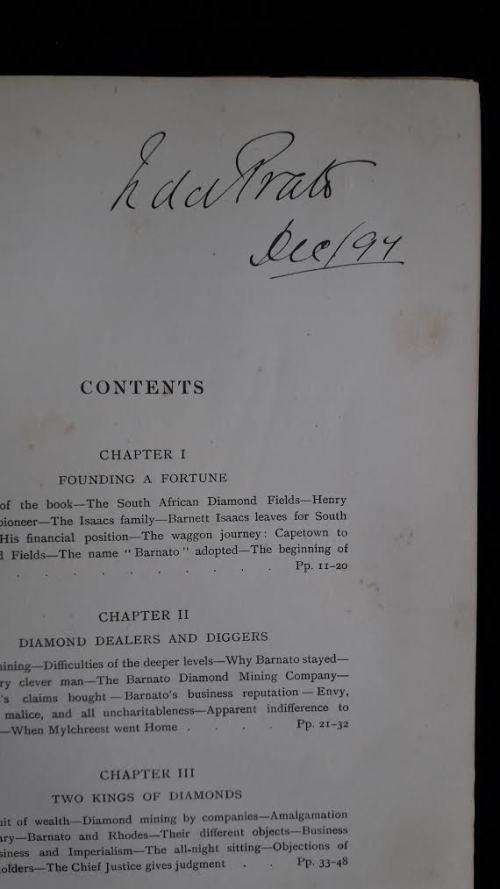 Dec/97
CONTENTS
CHAPTER I
FOUNDING A FORTUNE
of the book—The South African Diamond Fields—Henry
pioneer—The Isaacs family—Barnett Isaacs leaves for South
His financial position—The waggon journey: Capetown to
Fields—The name "Barnato" adopted—The beginning of
. . . . . . . . . Pp. 11-20
CHAPTER II
DIAMOND DEALERS AND DIGGERS
—Difficulties of the deeper levels—Why Barnato stayed—
clever man—The Barnato Diamond Mining Company—
claims bought—Barnato's business reputation—Envy,
malice, and all uncharitableness—Apparent indifference to
—When Mylchreest went Home . . . . Pp. 21-32
CHAPTER III
TWO KINGS OF DIAMONDS
of wealth—Diamond mining by companies—Amalgamation
—Barnato and Rhodes—Their different objects—Business
and Imperialism—The all-night sitting—Objections of
—The Chief Justice gives judgment . . Pp. 33-48